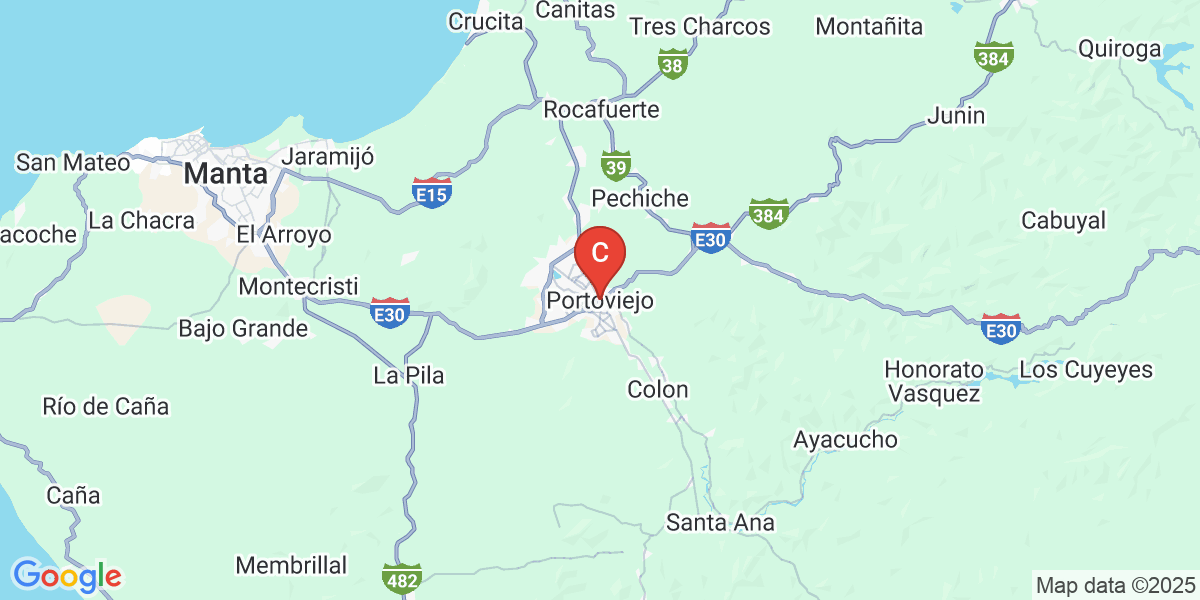 Canitas
Crucita
Tres Charcos
Montañita
Quiroga
38
384
Rocafuerte
Junin
San Mateo
Jaramijó
Manta
39
E15
Pechiche
La Chacra
384
Cabuyal
acoche
El Arroyo
E30
C
Montecristi
Portoviejo
E30
Bajo Grande
E30
La Pila
Honorato
Vasquez
Los Cuyeyes
Colon
Río de Caña
Ayacucho
Caña
Santa Ana
Membrillal
482
Google
Map data ©2025